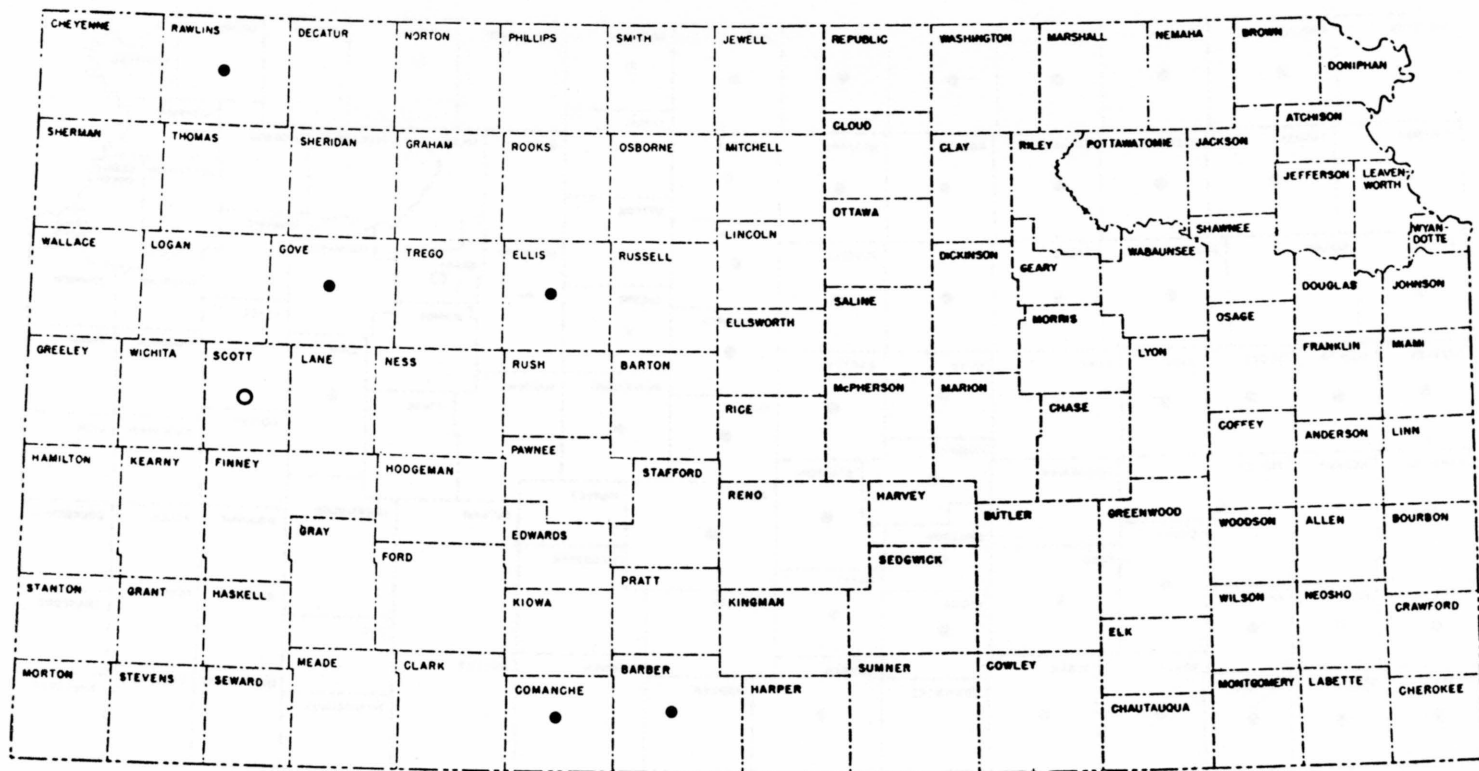 CHEYENNE
RAWLINS
DECATUR
NORTON
PHILLIPS
SMITH
JEWELL
REPUBLIC
WASHINGTON
MARSHALL
NEMAHA
BROWN
DONIPHAN
SHERMAN
THOMAS
SHERIDAN
GRAHAM
ROOKS
OSBORNE
MITCHELL
CLOUD
CLAY
RILEY
POTTAWATOMIE
JACKSON
ATCHISON
JEFFERSON
LEAVEN-
WORTH
WALLACE
LOGAN
GOVE
TREGO
ELLIS
RUSSELL
LINCOLN
OTTAWA
DICKINSON
GEARY
WABAUNSEE
SHAWNEE
WYAN-
DOTTE
SALINE
MORRIS
OSAGE
DOUGLAS
JOHNSON
ELLSWORTH
GREELEY
WICHITA
SCOTT
LANE
NESS
RUSH
BARTON
RICE
McPHERSON
MARION
CHASE
LYON
FRANKLIN
MIAMI
COFFEY
ANDERSON
LINN
HAMILTON
KEARNY
FINNEY
HODGEMAN
PAWNEE
STAFFORD
RENO
HARVEY
BUTLER
GREENWOOD
WOODSON
ALLEN
BOURBON
GRAY
FORD
EDWARDS
PRATT
SEDGWICK
STANTON
GRANT
HASKELL
KIOWA
KINGMAN
ELK
WILSON
NEOSHO
CRAWFORD
MORTON
STEVENS
SEWARD
MEADE
CLARK
COMANCHE
BARBER
HARPER
SUMNER
COWLEY
CHAUTAUQUA
MONTGOMERY
LABETTE
CHEROKEE